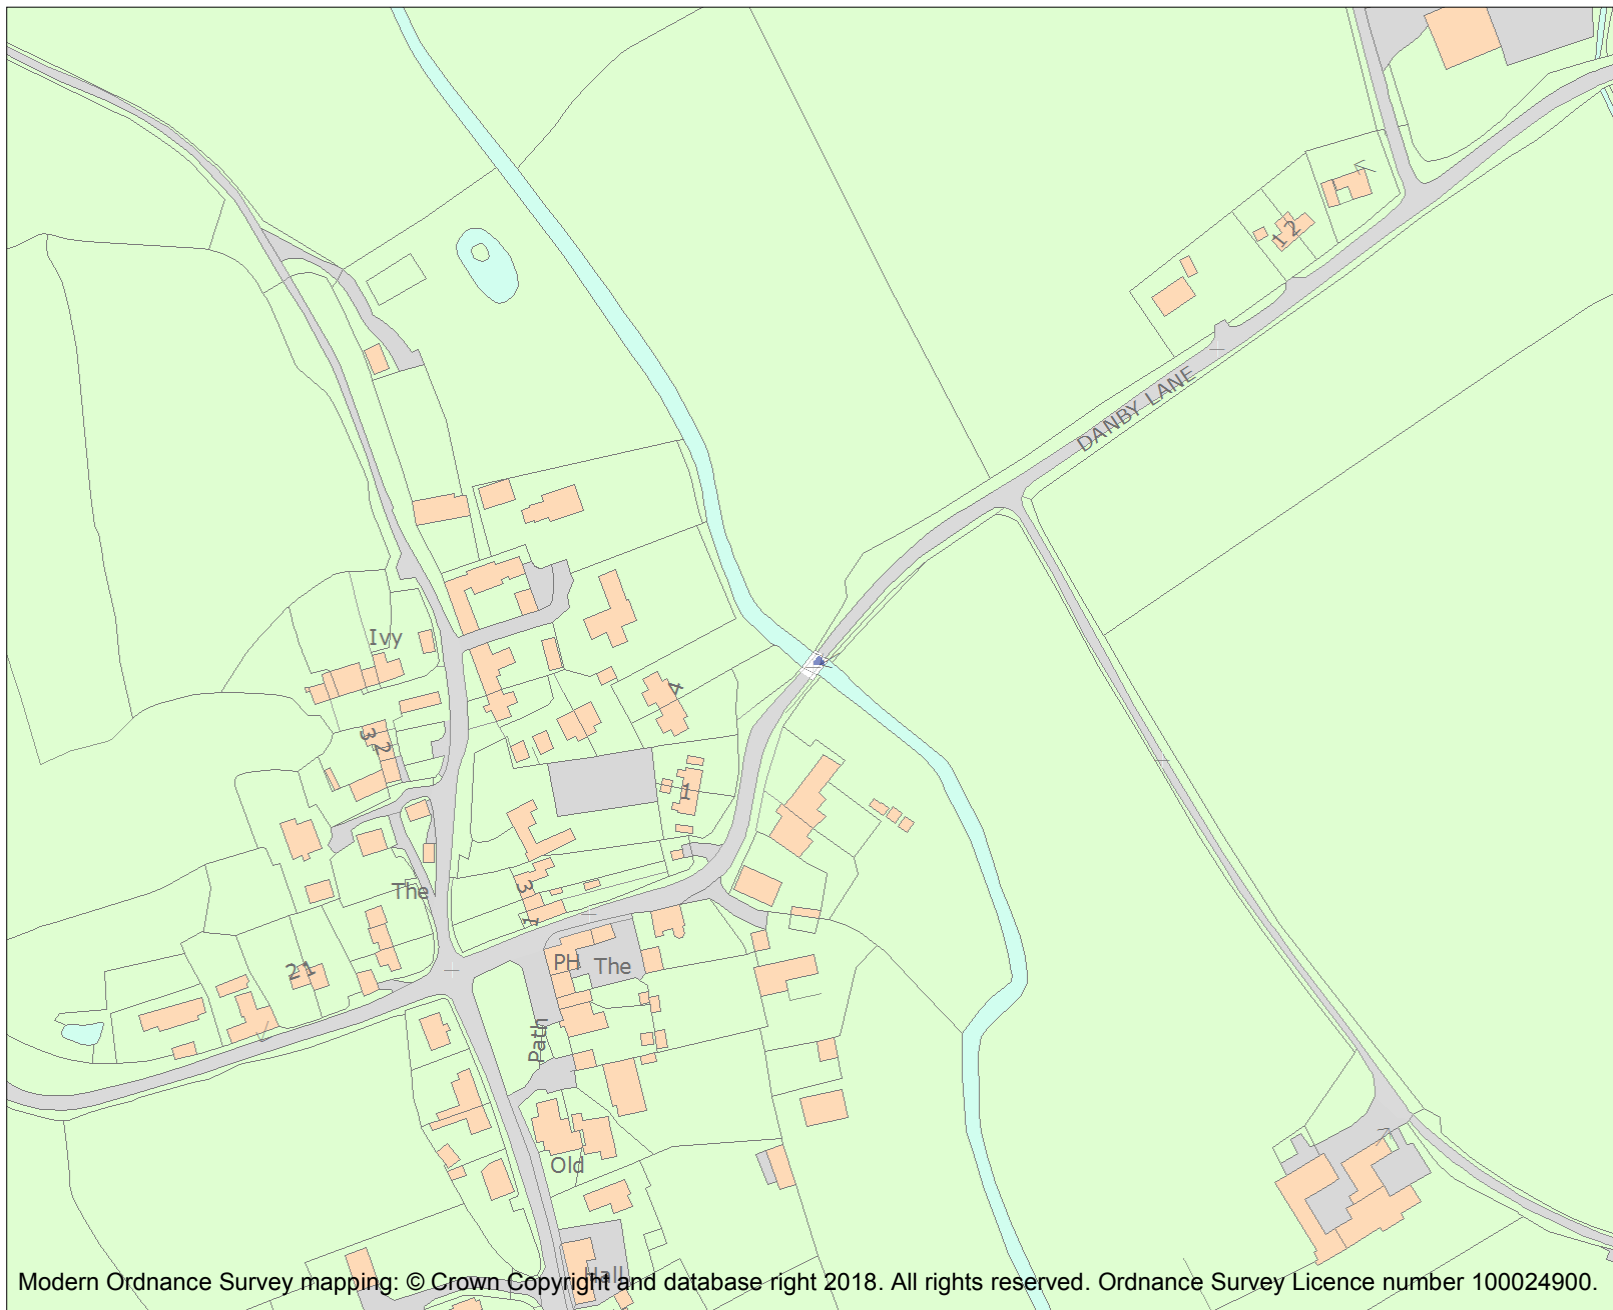 1 2
DANBY LANE
Ivy
4
3 2
1
The
3
1
2 1
PH
The
Path
Old
Hall
Modern Ordnance Survey mapping: © Crown Copyright and database right 2018. All rights reserved. Ordnance Survey Licence number 100024900.